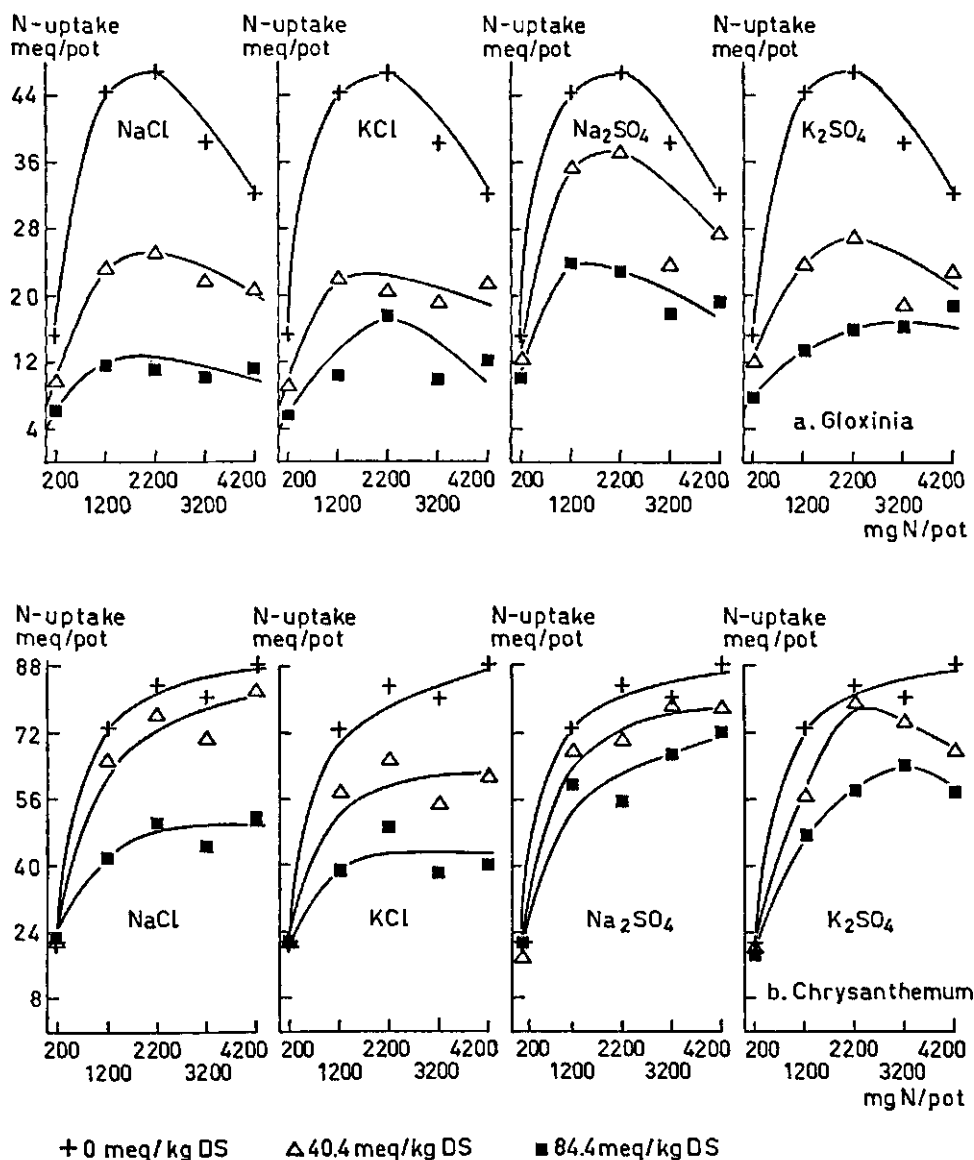 N-uptake N-uptake N-uptake N-uptake
meq/pot meq/pot meq/pot meq/pot
44
NaCl KCl Na2SO4 K2SO4
36
28
20
12
4 a. Gloxinia
200 2200 4200 200 2200 4200 200 2200 4200 200 2200 4200
1200 3200 1200 3200 1200 3200 1200 3200
mg N/pot
N-uptake N-uptake N-uptake N-uptake
meq/pot meq/pot meq/pot meq/pot
88
72
56
40
24 NaCl KCl Na2SO4 K2SO4
8 b. Chrysanthemum
200 2200 4200 200 2200 4200 200 2200 4200 200 2200 4200
1200 3200 1200 3200 1200 3200 1200 3200
mg N/pot
+ 0 meq/kg DS △ 40.4 meq/kg DS ■ 84.4 meq/kg DS